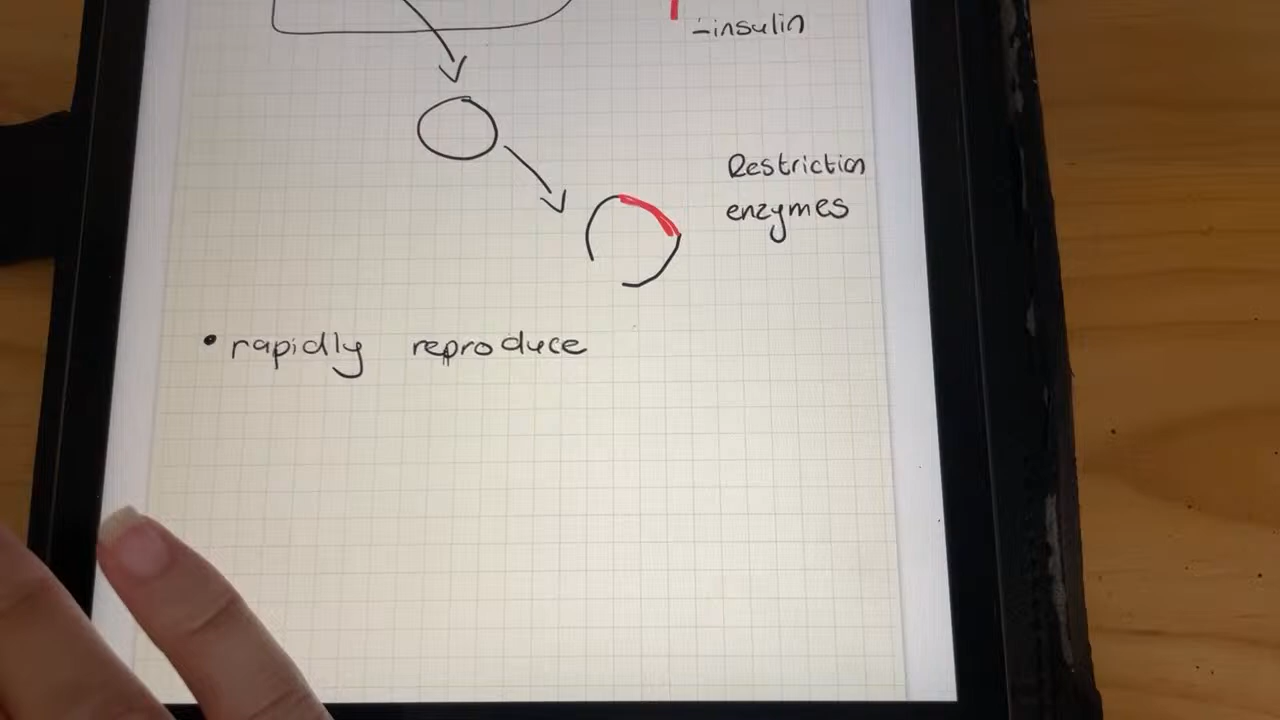 -insulin
Restriction
enzymes
• rapidly reproduce